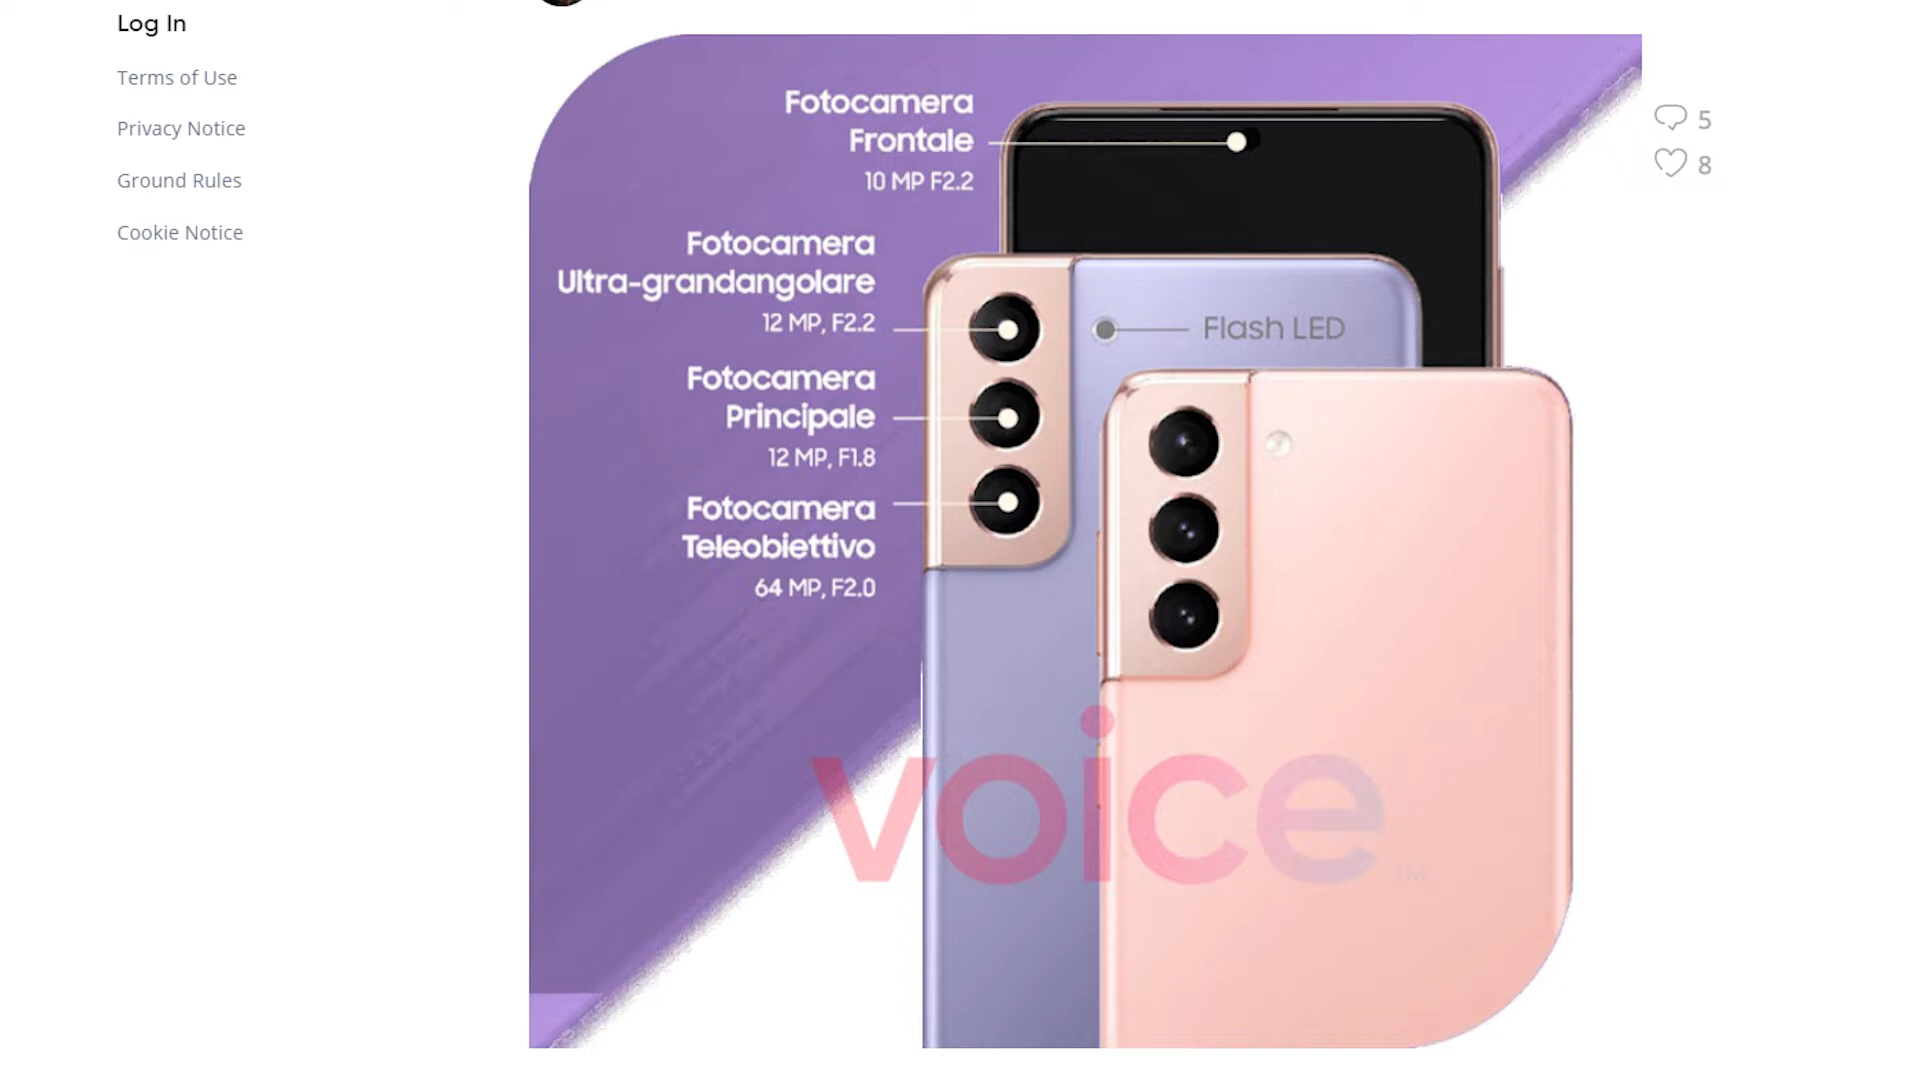 Log In
Terms of Use
Privacy Notice
Ground Rules
Cookie Notice
Fotocamera
Frontale
10 MP F2.2
Fotocamera
Ultra-grandangolare
12 MP, F2.2
Flash LED
Fotocamera
Principale
12 MP, F1.8
Fotocamera
Teleobiettivo
64 MP, F2.0
5
8
voice
TM